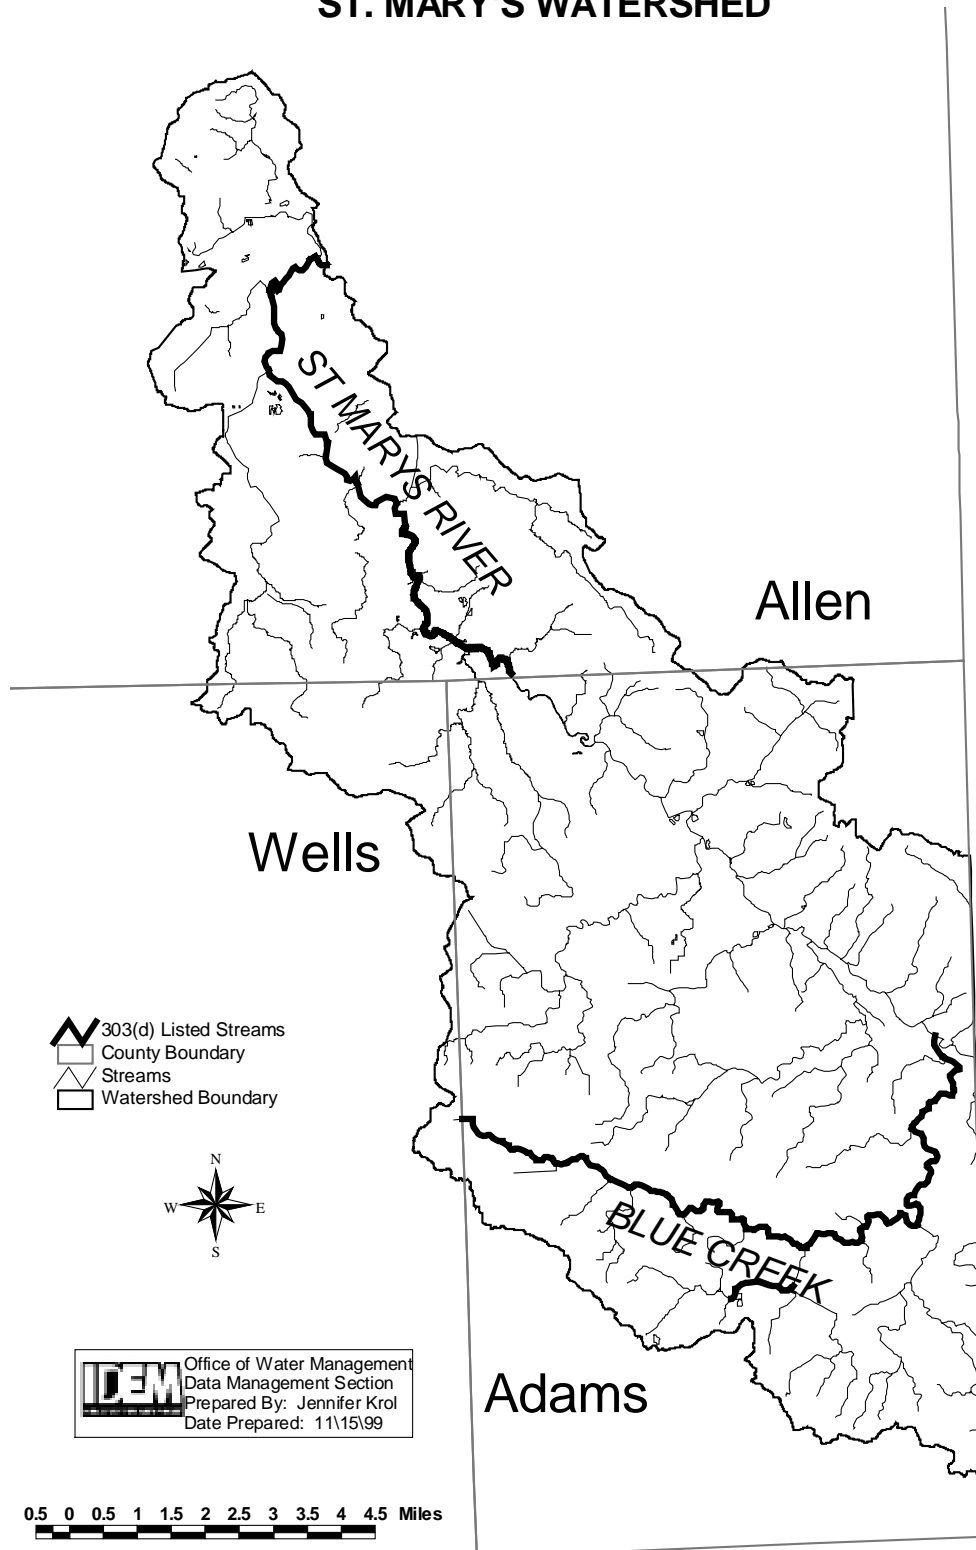 ST. MARY'S WATERSHED
ST MARYS RIVER
Allen
Wells
303(d) Listed Streams
County Boundary
Streams
Watershed Boundary
N
W E
S
BLUE CREEK
IDEM
Office of Water Management
Data Management Section
Prepared By: Jennifer Krol
Date Prepared: 11\15\99
Adams
0.5 0 0.5 1 1.5 2 2.5 3 3.5 4 4.5 Miles